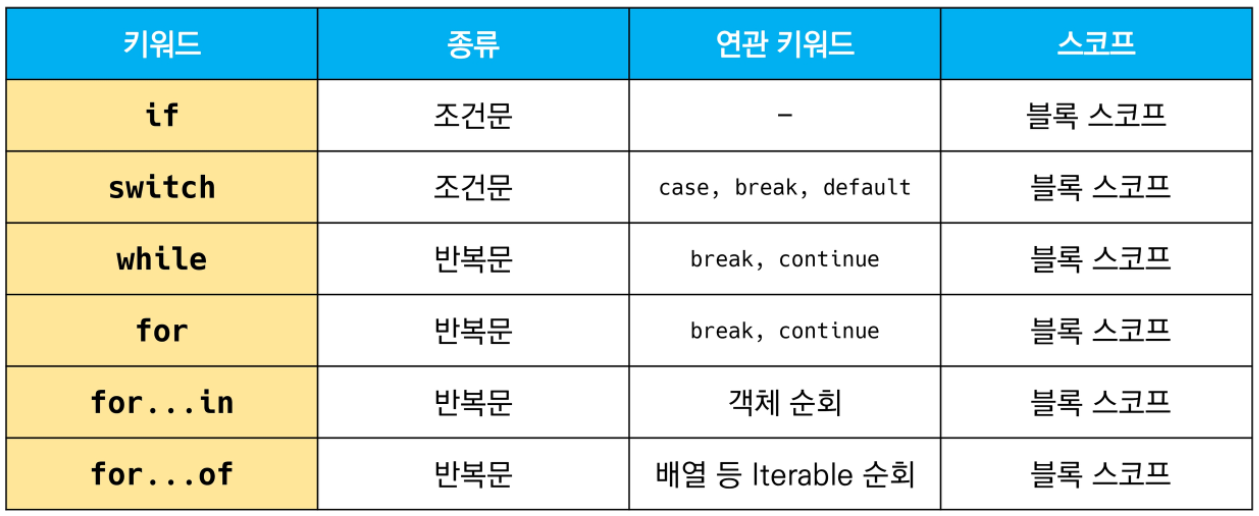 키워드 종류 연관 키워드 스코프
if 조건문 - 블록 스코프
switch 조건문 case, break, default 블록 스코프
while 반복문 break, continue 블록 스코프
for 반복문 break, continue 블록 스코프
for...in 반복문 객체 순회 블록 스코프
for...of 반복문 배열 등 Iterable 순회 블록 스코프